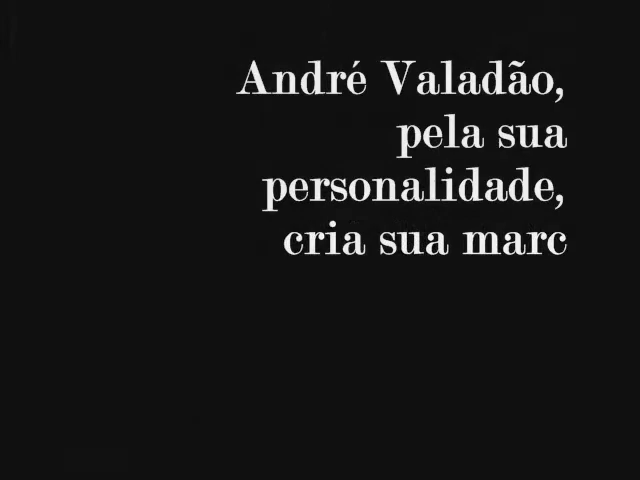 André Valadão,
pela sua
personalidade,
cria sua marc